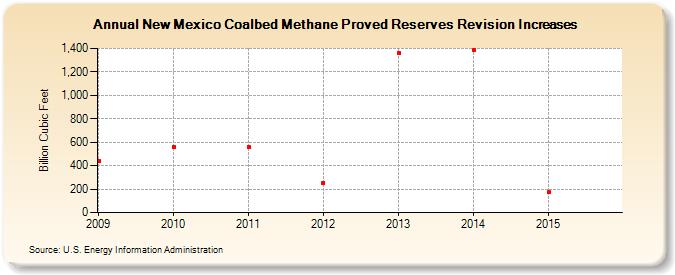 Annual New Mexico Coalbed Methane Proved Reserves Revision Increases
Billion Cubic Feet
1,400
1,200
1,000
800
600
400
200
0
2009 2010 2011 2012 2013 2014 2015
Source: U.S. Energy Information Administration